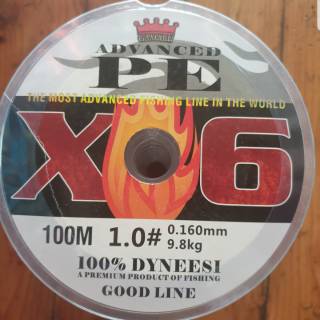 ADVANCED
PE
THE MOST ADVANCED FISHING LINE IN THE WORLD
X6
100M 1.0# 0.160mm
9.8kg
100% DYNEESI
A PREMIUM PRODUCT OF FISHING
GOOD LINE